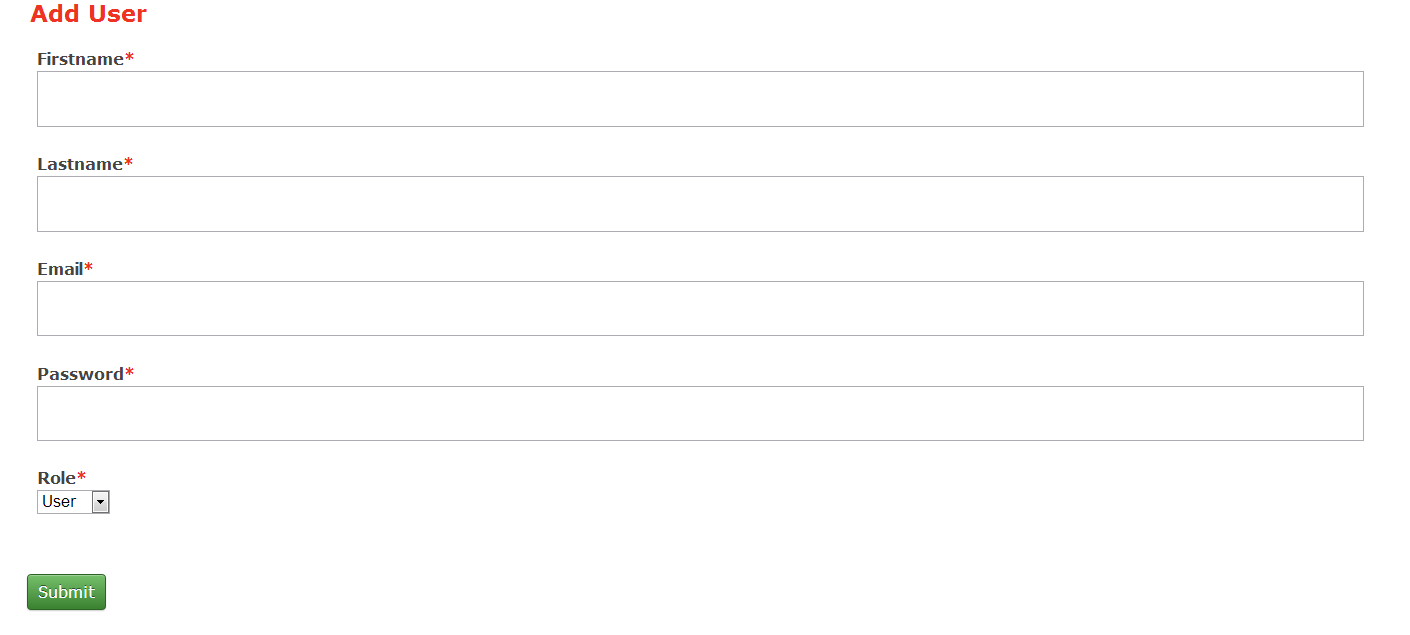 Add User
Firstname*
Lastname*
Email*
Password*
Role*
User
Submit